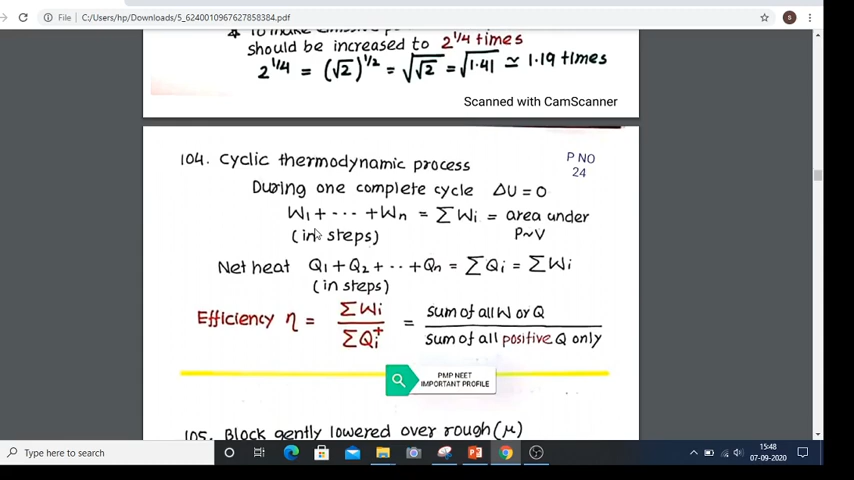 File C:/Users/hp/Downloads/5_6240010967627858384.pdf
should be increased to 2^1/4 times
2^1/4 = (√2)^1/2 = √√2 = √1.41 ≃ 1.19 times
Scanned with CamScanner
104. Cyclic thermodynamic process
P NO
24
During one complete cycle ΔU = 0
W1 + ··· + Wn = ΣWi = area under
(in steps) P~V
Net heat Q1 + Q2 + ·· + Qn = ΣQi = ΣWi
(in steps)
Efficiency η = ΣWi / ΣQi+ = sum of all W or Q / sum of all positive Q only
PMP NEET
IMPORTANT PROFILE
105. Block gently lowered over rough (μ)
Type here to search
15:48
07-09-2020